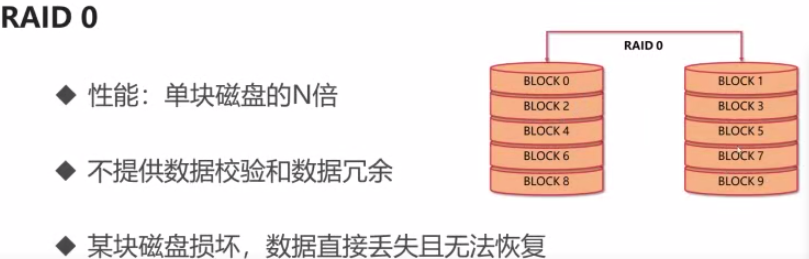 RAID 0
◆ 性能：单块磁盘的N倍
◆ 不提供数据校验和数据冗余
◆ 某块磁盘损坏，数据直接丢失且无法恢复
RAID 0
BLOCK 0
BLOCK 2
BLOCK 4
BLOCK 6
BLOCK 8
BLOCK 1
BLOCK 3
BLOCK 5
BLOCK 7
BLOCK 9